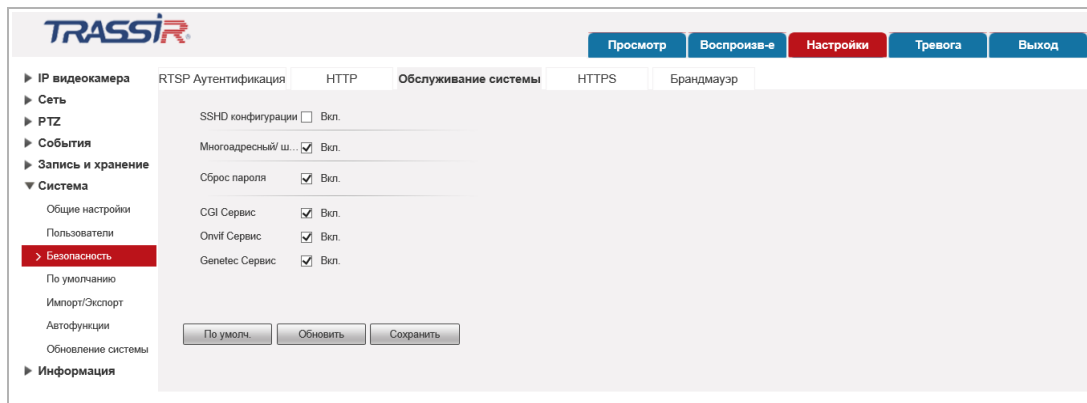 TRASSIR
Просмотр Воспроизв-е Настройки Тревога Выход
IP видеокамера
Сеть
PTZ
События
Запись и хранение
Система
Общие настройки
Пользователи
Безопасность
По умолчанию
Импорт/Экспорт
Автофункции
Обновление системы
Информация
RTSP Аутентификация HTTP Обслуживание системы HTTPS Брандмауэр
SSHD конфигурации Вкл.
Многоадресный/ ш... Вкл.
Сброс пароля Вкл.
CGI Сервис Вкл.
Onvif Сервис Вкл.
Genetec Сервис Вкл.
По умолч. Обновить Сохранить